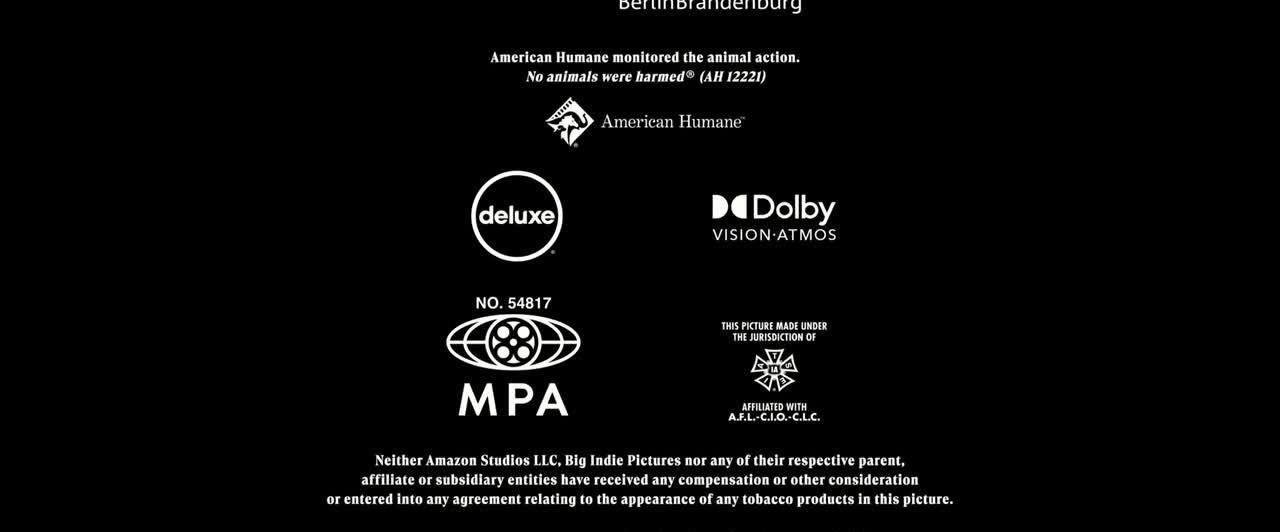 BerlinBrandenburg
American Humane monitored the animal action.
No animals were harmed® (AH 12221)
American Humane™
deluxe
®
Dolby
VISION·ATMOS
NO. 54817
MPA
THIS PICTURE MADE UNDER
THE JURISDICTION OF
IATSE
IA
AFFILIATED WITH
A.F.L.-C.I.O.-C.L.C.
Neither Amazon Studios LLC, Big Indie Pictures nor any of their respective parent,
affiliate or subsidiary entities have received any compensation or other consideration
or entered into any agreement relating to the appearance of any tobacco products in this picture.